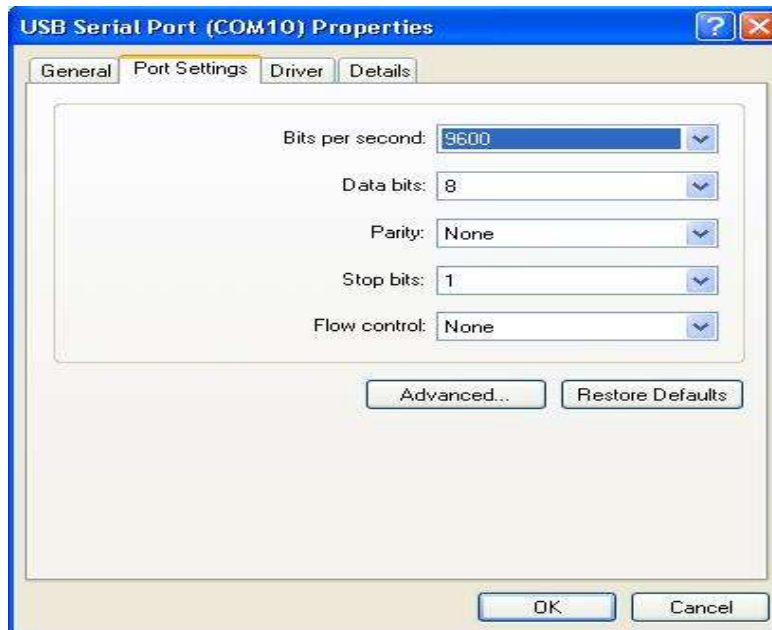 USB Serial Port (COM10) Properties
General Port Settings Driver Details
Bits per second: 9600
Data bits: 8
Parity: None
Stop bits: 1
Flow control: None
Advanced... Restore Defaults
OK Cancel